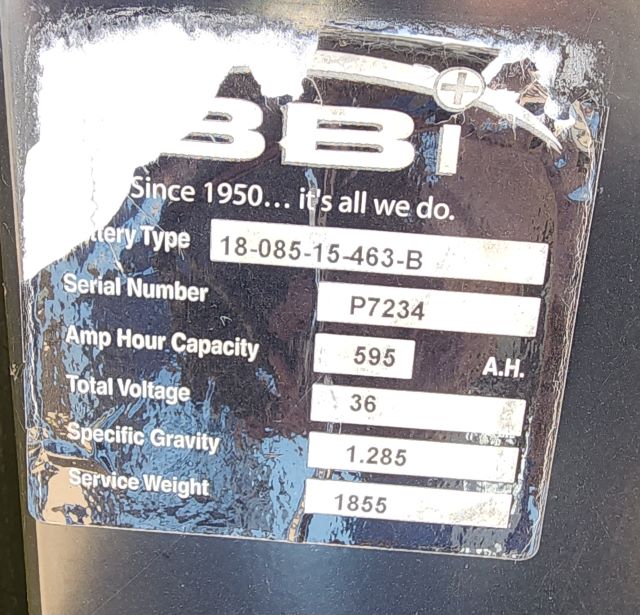 BBi
Since 1950... it's all we do.
ttery Type 18-085-15-463-B
Serial Number P7234
Amp Hour Capacity 595 A.H.
Total Voltage 36
Specific Gravity 1.285
Service Weight 1855